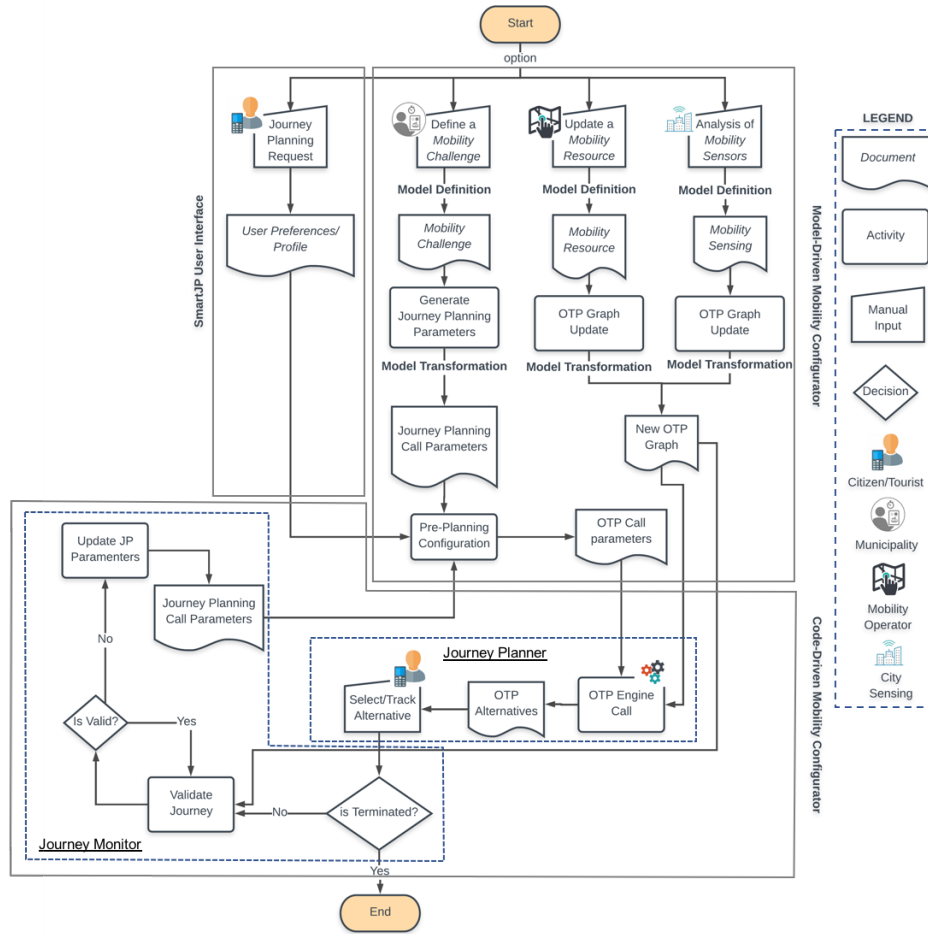 Start
option
SmartJP User Interface
Journey
Planning
Request
User Preferences/
Profile
Define a
Mobility
Challenge
Model Definition
Mobility
Challenge
Generate
Journey Planning
Parameters
Model Transformation
Journey Planning
Call Parameters
Update a
Mobility
Resource
Model Definition
Mobility
Resource
OTP Graph
Update
Model Transformation
Analysis of
Mobility
Sensors
Model Definition
Mobility
Sensing
OTP Graph
Update
Model Transformation
New OTP
Graph
Model-Driven Mobility Configurator
Pre-Planning
Configuration
OTP Call
parameters
Update JP
Paramenters
Journey Planning
Call Parameters
No
Is Valid?
Yes
Validate
Journey
Journey Monitor
Journey Planner
Select/Track
Alternative
OTP
Alternatives
OTP Engine
Call
No
is Terminated?
Yes
End
Code-Driven Mobility Configurator
LEGEND
Document
Activity
Manual
Input
Decision
Citizen/Tourist
Municipality
Mobility
Operator
City
Sensing